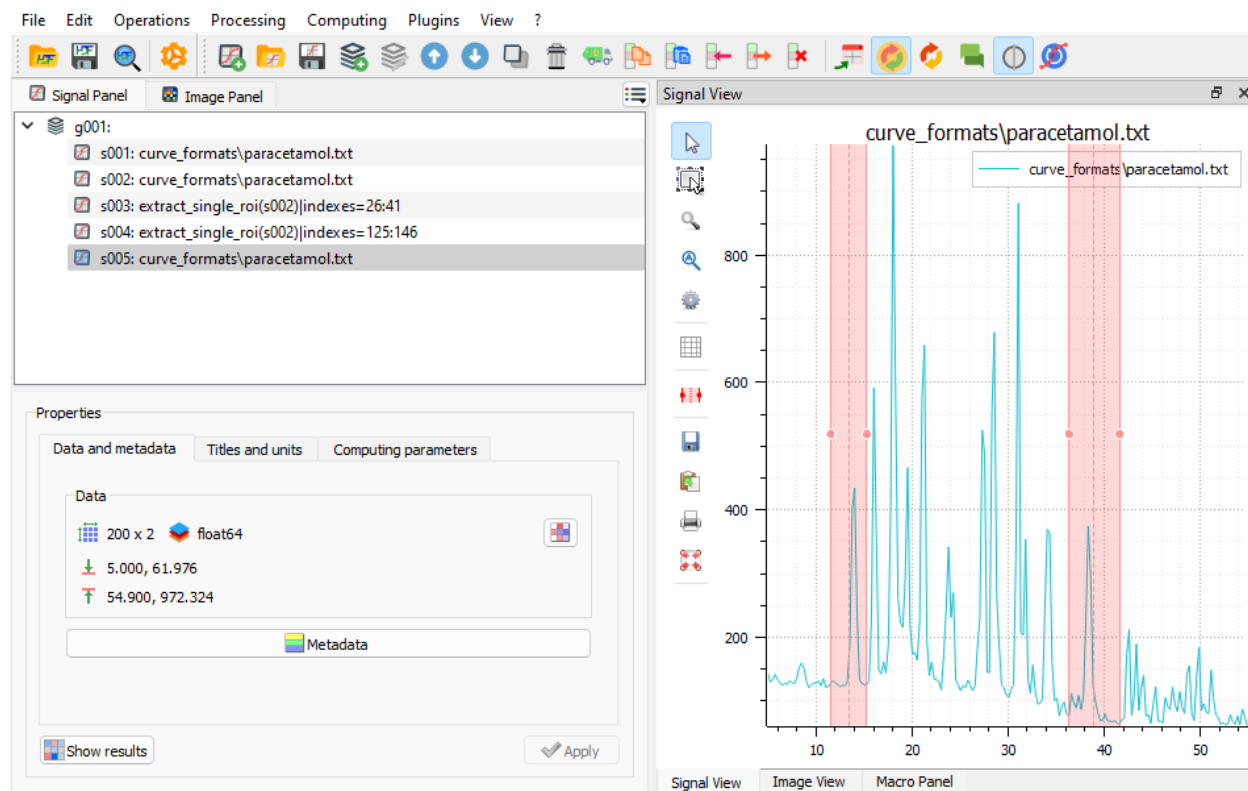 File Edit Operations Processing Computing Plugins View ?
Signal Panel Image Panel
g001:
s001: curve_formats\paracetamol.txt
s002: curve_formats\paracetamol.txt
s003: extract_single_roi(s002)|indexes=26:41
s004: extract_single_roi(s002)|indexes=125:146
s005: curve_formats\paracetamol.txt
Properties
Data and metadata Titles and units Computing parameters
Data
200 x 2 float64
5.000, 61.976
54.900, 972.324
Metadata
Show results Apply
Signal View
curve_formats\paracetamol.txt
curve_formats\paracetamol.txt
800
600
400
200
10 20 30 40 50
Signal View Image View Macro Panel